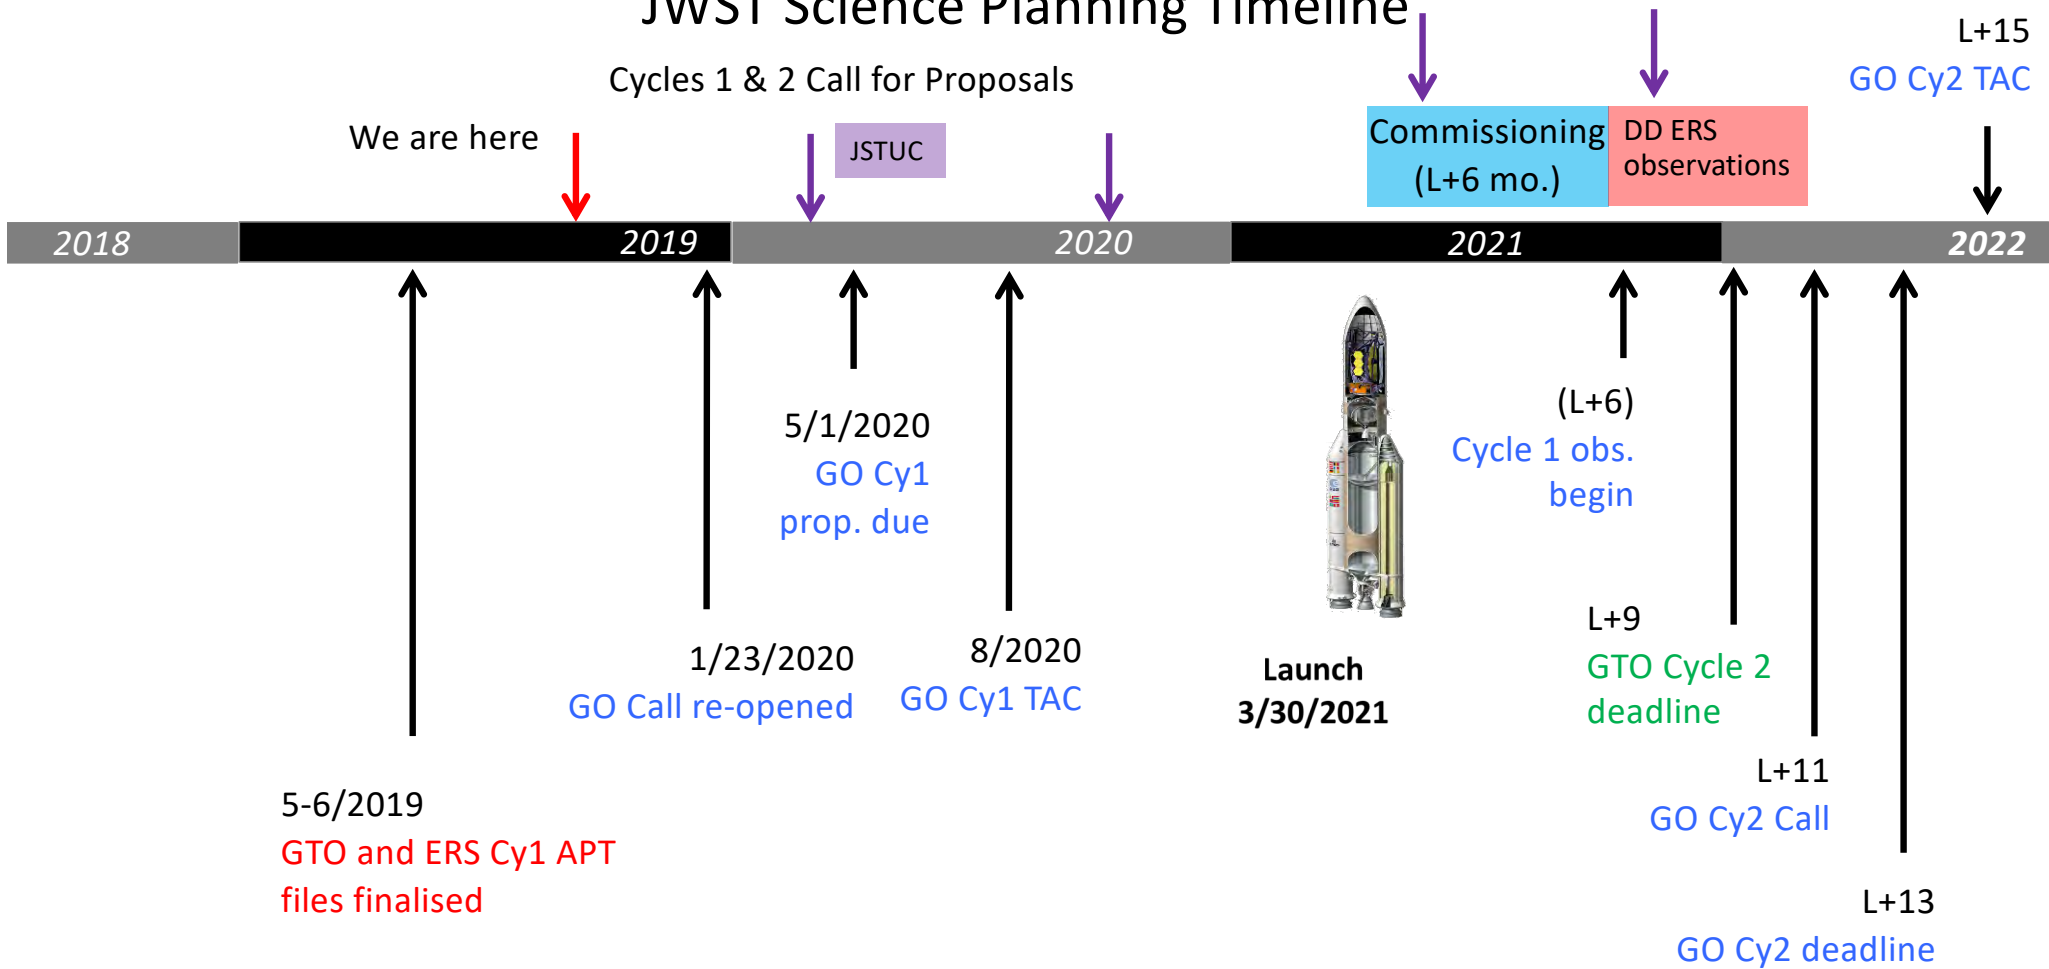 JWST Science Planning Timeline
Cycles 1 & 2 Call for Proposals
L+15
GO Cy2 TAC
We are here
JSTUC
Commissioning
(L+6 mo.)
DD ERS
observations
2018
2019
2020
2021
2022
5/1/2020
GO Cy1
prop. due
(L+6)
Cycle 1 obs.
begin
1/23/2020
GO Call re-opened
8/2020
GO Cy1 TAC
Launch
3/30/2021
L+9
GTO Cycle 2
deadline
5-6/2019
GTO and ERS Cy1 APT
files finalised
L+11
GO Cy2 Call
L+13
GO Cy2 deadline